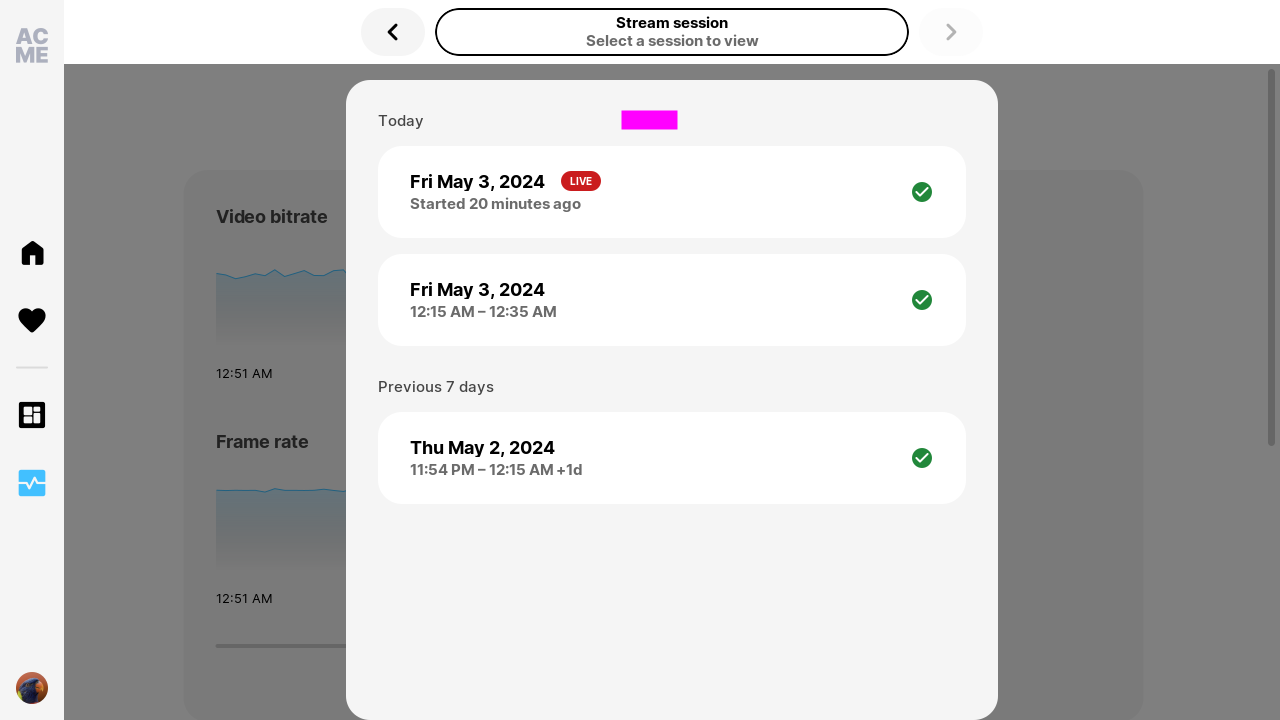 AC
ME
Stream session
Select a session to view
Today
Fri May 3, 2024 LIVE
Started 20 minutes ago
Fri May 3, 2024
12:15 AM – 12:35 AM
Previous 7 days
Thu May 2, 2024
11:54 PM – 12:15 AM +1d
Video bitrate
12:51 AM
Frame rate
12:51 AM